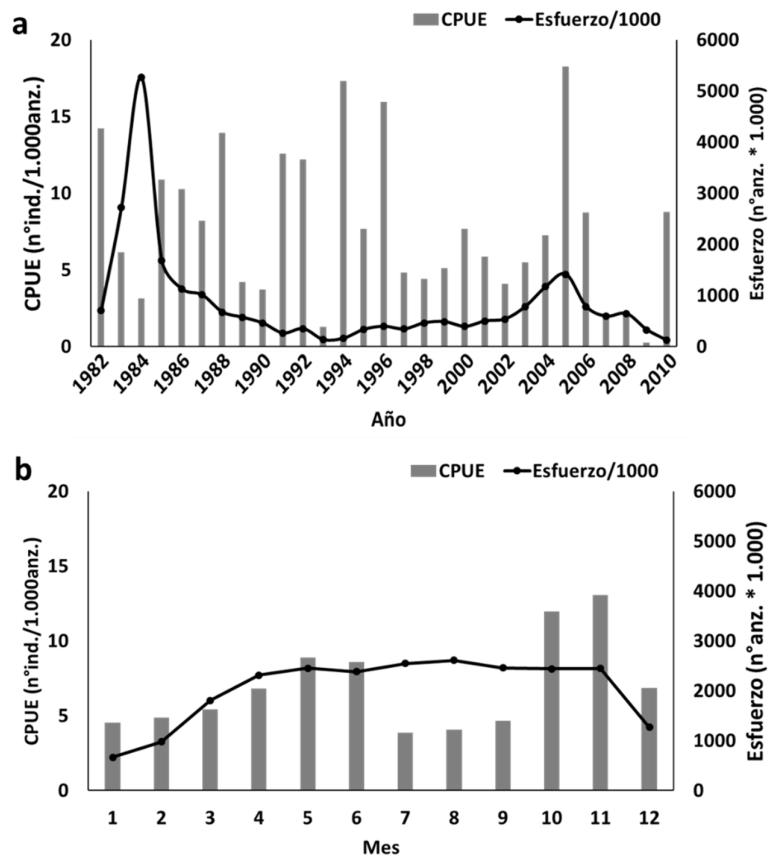 a
CPUE Esfuerzo/1000
CPUE (n°ind./1.000anz.)
20
15
10
5
0
6000
5000
4000
3000
2000
1000
0
Esfuerzo (n°anz. * 1.000)
1982 1984 1986 1988 1990 1992 1994 1996 1998 2000 2002 2004 2006 2008 2010
Año
b
CPUE Esfuerzo/1000
CPUE (n°ind./1.000anz.)
20
15
10
5
0
6000
5000
4000
3000
2000
1000
0
Esfuerzo (n°anz. * 1.000)
1 2 3 4 5 6 7 8 9 10 11 12
Mes